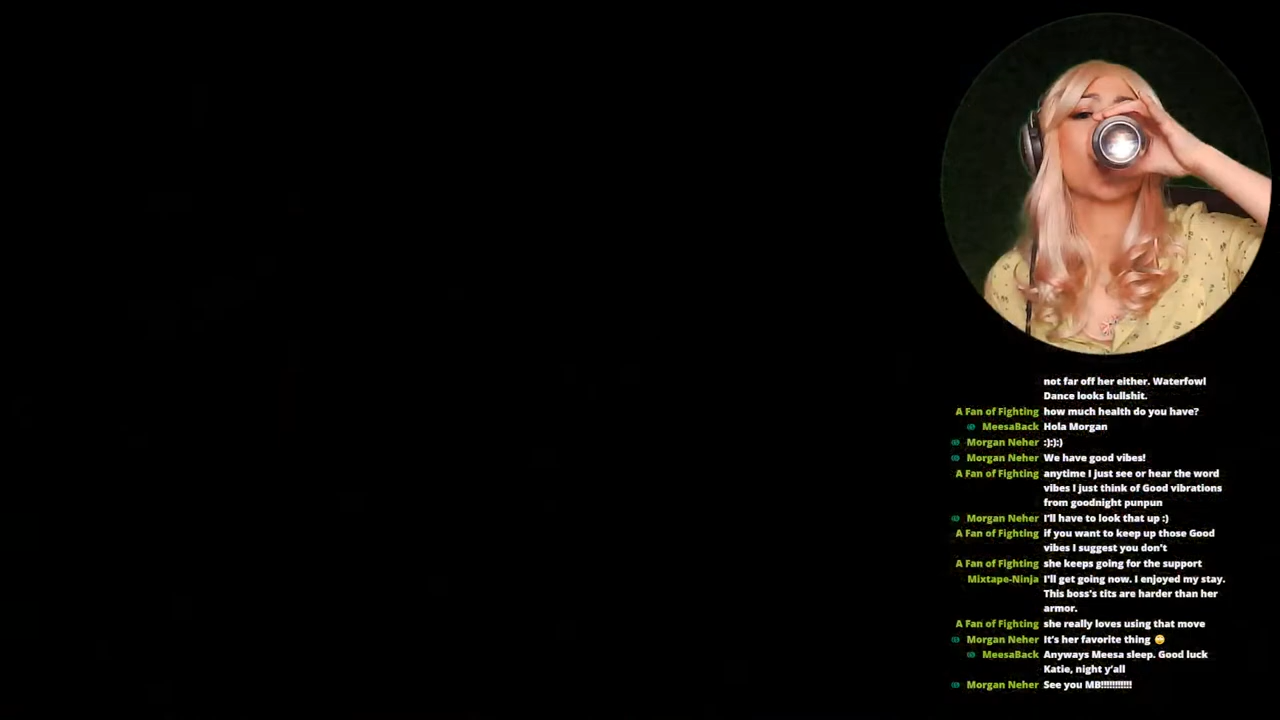 not far off her either. Waterfowl
Dance looks bullshit.
A Fan of Fighting how much health do you have?
MeesaBack Hola Morgan
Morgan Neher :):):)
Morgan Neher We have good vibes!
A Fan of Fighting anytime I just see or hear the word
vibes I just think of Good vibrations
from goodnight punpun
Morgan Neher I'll have to look that up :)
A Fan of Fighting if you want to keep up those Good
vibes I suggest you don't
A Fan of Fighting she keeps going for the support
Mixtape-Ninja I'll get going now. I enjoyed my stay.
This boss's tits are harder than her
armor.
A Fan of Fighting she really loves using that move
Morgan Neher It's her favorite thing 🙄
MeesaBack Anyways Meesa sleep. Good luck
Katie, night y'all
Morgan Neher See you MB!!!!!!!!!!!